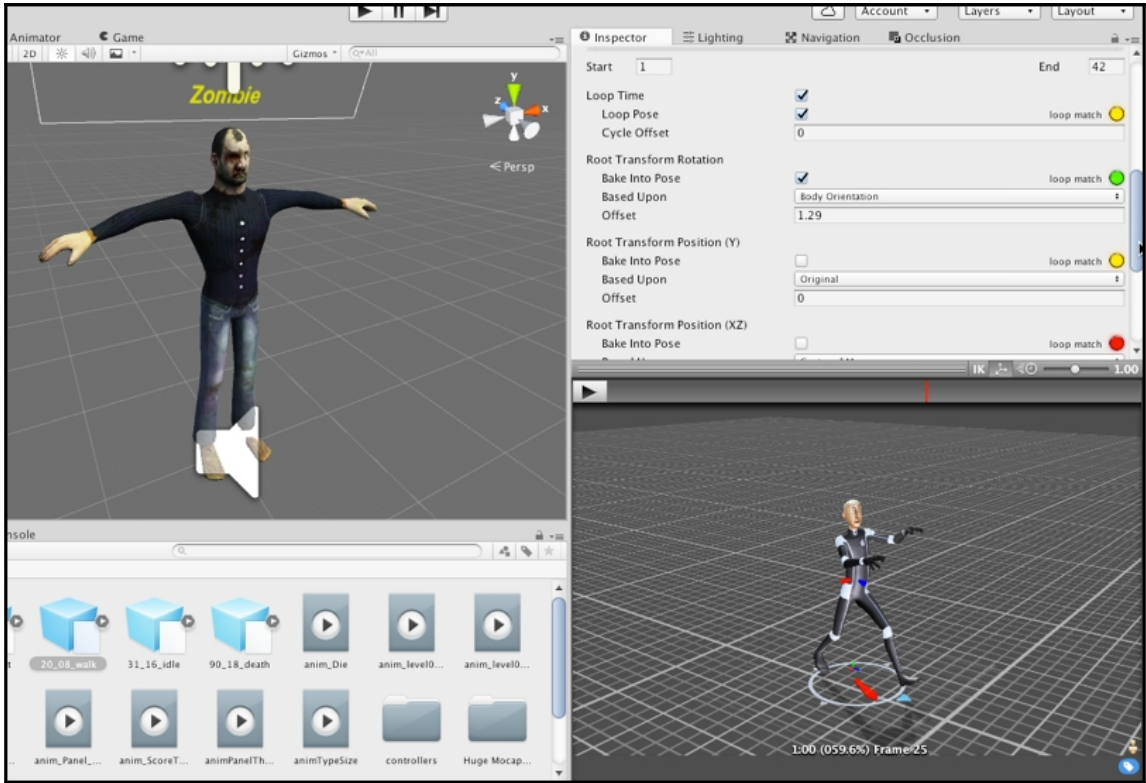 Account
Layers
Layout
Animator
Game
2D
Gizmos
All
Zombie
y
z
x
Persp
Inspector
Lighting
Navigation
Occlusion
Start 1 End 42
Loop Time
Loop Pose loop match
Cycle Offset 0
Root Transform Rotation
Bake Into Pose loop match
Based Upon Body Orientation
Offset 1.29
Root Transform Position (Y)
Bake Into Pose loop match
Based Upon Original
Offset 0
Root Transform Position (XZ)
Bake Into Pose loop match
IK 1.00
1:00 (059.6%) Frame 25
nsole
20_08_walk
31_16_idle
90_18_death
anim_Die
anim_level0...
anim_level0...
anim_Panel_...
anim_ScoreT...
animPanelTh...
animTypeSize
controllers
Huge Mocap...